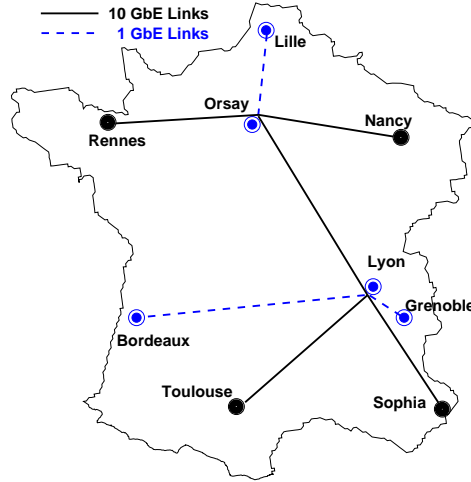 10 GbE Links
1 GbE Links
Lille
Orsay
Nancy
Rennes
Lyon
Grenoble
Bordeaux
Toulouse
Sophia